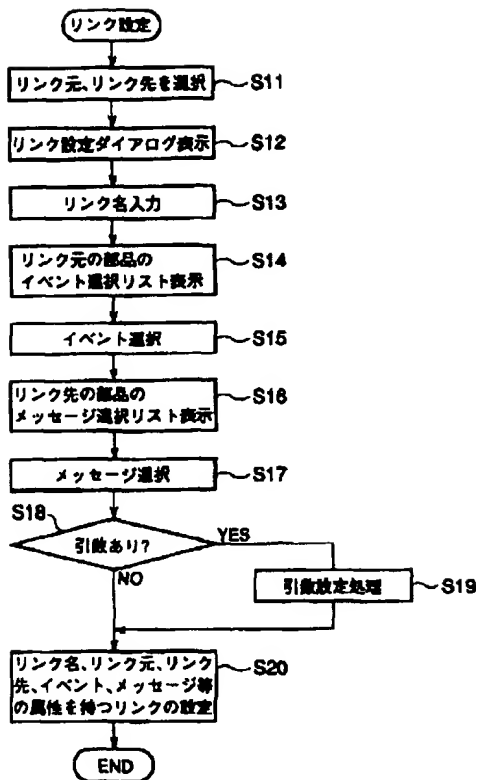 リンク設定
リンク元、リンク先を選択
S11
リンク設定ダイアログ表示
S12
リンク名入力
S13
リンク元の部品の
イベント選択リスト表示
S14
イベント選択
S15
リンク先の部品の
メッセージ選択リスト表示
S16
メッセージ選択
S17
S18
引数あり?
YES
NO
引数設定処理
S19
リンク名、リンク元、リンク
先、イベント、メッセージ等
の属性を持つリンクの設定
S20
END